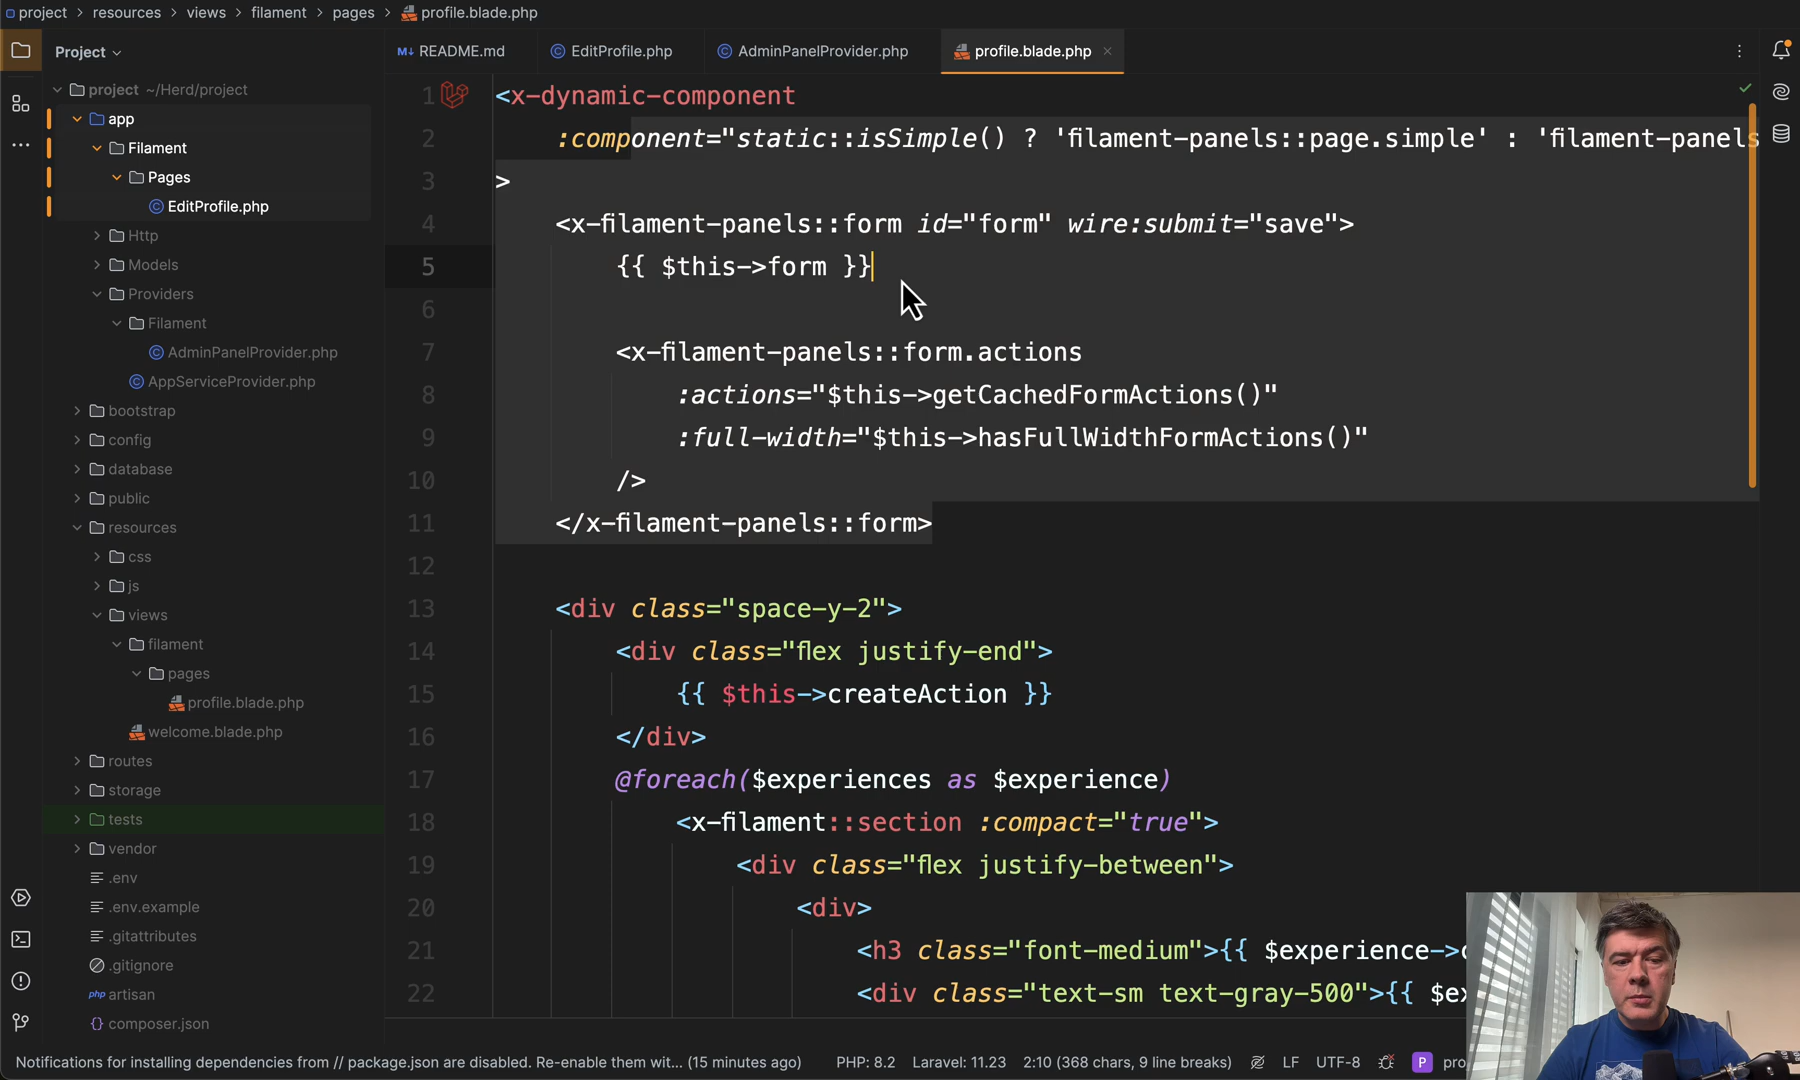 project > resources > views > filament > pages > profile.blade.php
Project
README.md
EditProfile.php
AdminPanelProvider.php
profile.blade.php
project ~/Herd/project
app
Filament
Pages
EditProfile.php
Http
Models
Providers
Filament
AdminPanelProvider.php
AppServiceProvider.php
bootstrap
config
database
public
resources
css
js
views
filament
pages
profile.blade.php
welcome.blade.php
routes
storage
tests
vendor
.env
.env.example
.gitattributes
.gitignore
php artisan
composer.json
1 <x-dynamic-component
2 :component="static::isSimple() ? 'filament-panels::page.simple' : 'filament-panels
3 >
4 <x-filament-panels::form id="form" wire:submit="save">
5 {{ $this->form }}
6
7 <x-filament-panels::form.actions
8 :actions="$this->getCachedFormActions()"
9 :full-width="$this->hasFullWidthFormActions()"
10 />
11 </x-filament-panels::form>
12
13 <div class="space-y-2">
14 <div class="flex justify-end">
15 {{ $this->createAction }}
16 </div>
17 @foreach($experiences as $experience)
18 <x-filament::section :compact="true">
19 <div class="flex justify-between">
20 <div>
21 <h3 class="font-medium">{{ $experience->
22 <div class="text-sm text-gray-500">{{ $ex
Notifications for installing dependencies from // package.json are disabled. Re-enable them wit... (15 minutes ago)
PHP: 8.2
Laravel: 11.23
2:10 (368 chars, 9 line breaks)
LF
UTF-8
P